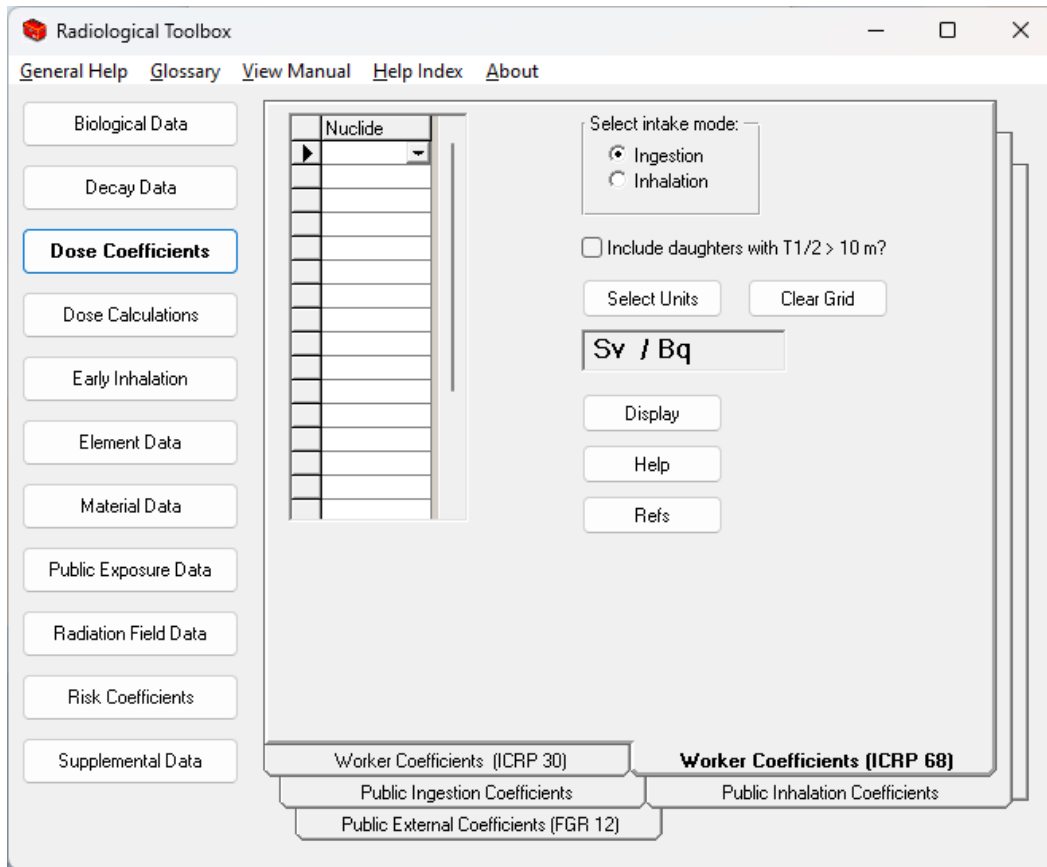 Radiological Toolbox
General Help Glossary View Manual Help Index About
Biological Data
Decay Data
Dose Coefficients
Dose Calculations
Early Inhalation
Element Data
Material Data
Public Exposure Data
Radiation Field Data
Risk Coefficients
Supplemental Data
Nuclide
Select intake mode:
Ingestion
Inhalation
Include daughters with T1/2 > 10 m?
Select Units Clear Grid
Sv / Bq
Display
Help
Refs
Worker Coefficients (ICRP 30) Worker Coefficients (ICRP 68)
Public Ingestion Coefficients Public Inhalation Coefficients
Public External Coefficients (FGR 12)